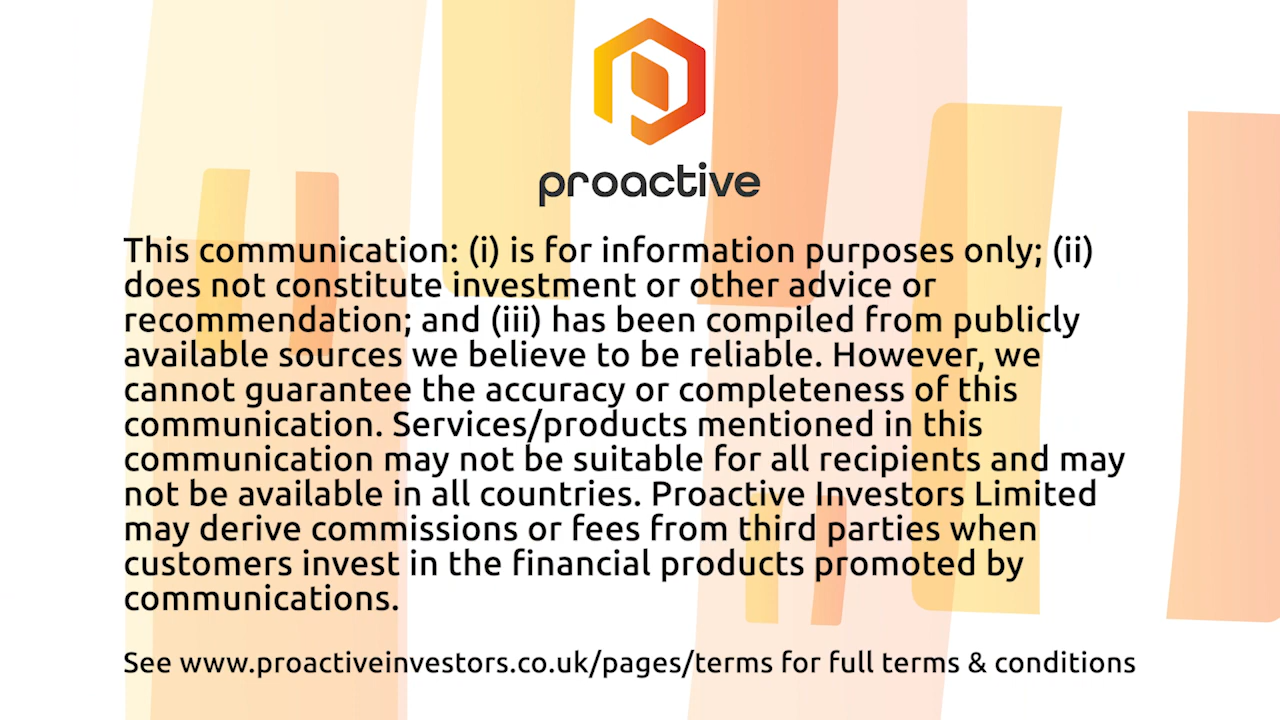 proactive
This communication: (i) is for information purposes only; (ii)
does not constitute investment or other advice or
recommendation; and (iii) has been compiled from publicly
available sources we believe to be reliable. However, we
cannot guarantee the accuracy or completeness of this
communication. Services/products mentioned in this
communication may not be suitable for all recipients and may
not be available in all countries. Proactive Investors Limited
may derive commissions or fees from third parties when
customers invest in the financial products promoted by
communications.
See www.proactiveinvestors.co.uk/pages/terms for full terms & conditions